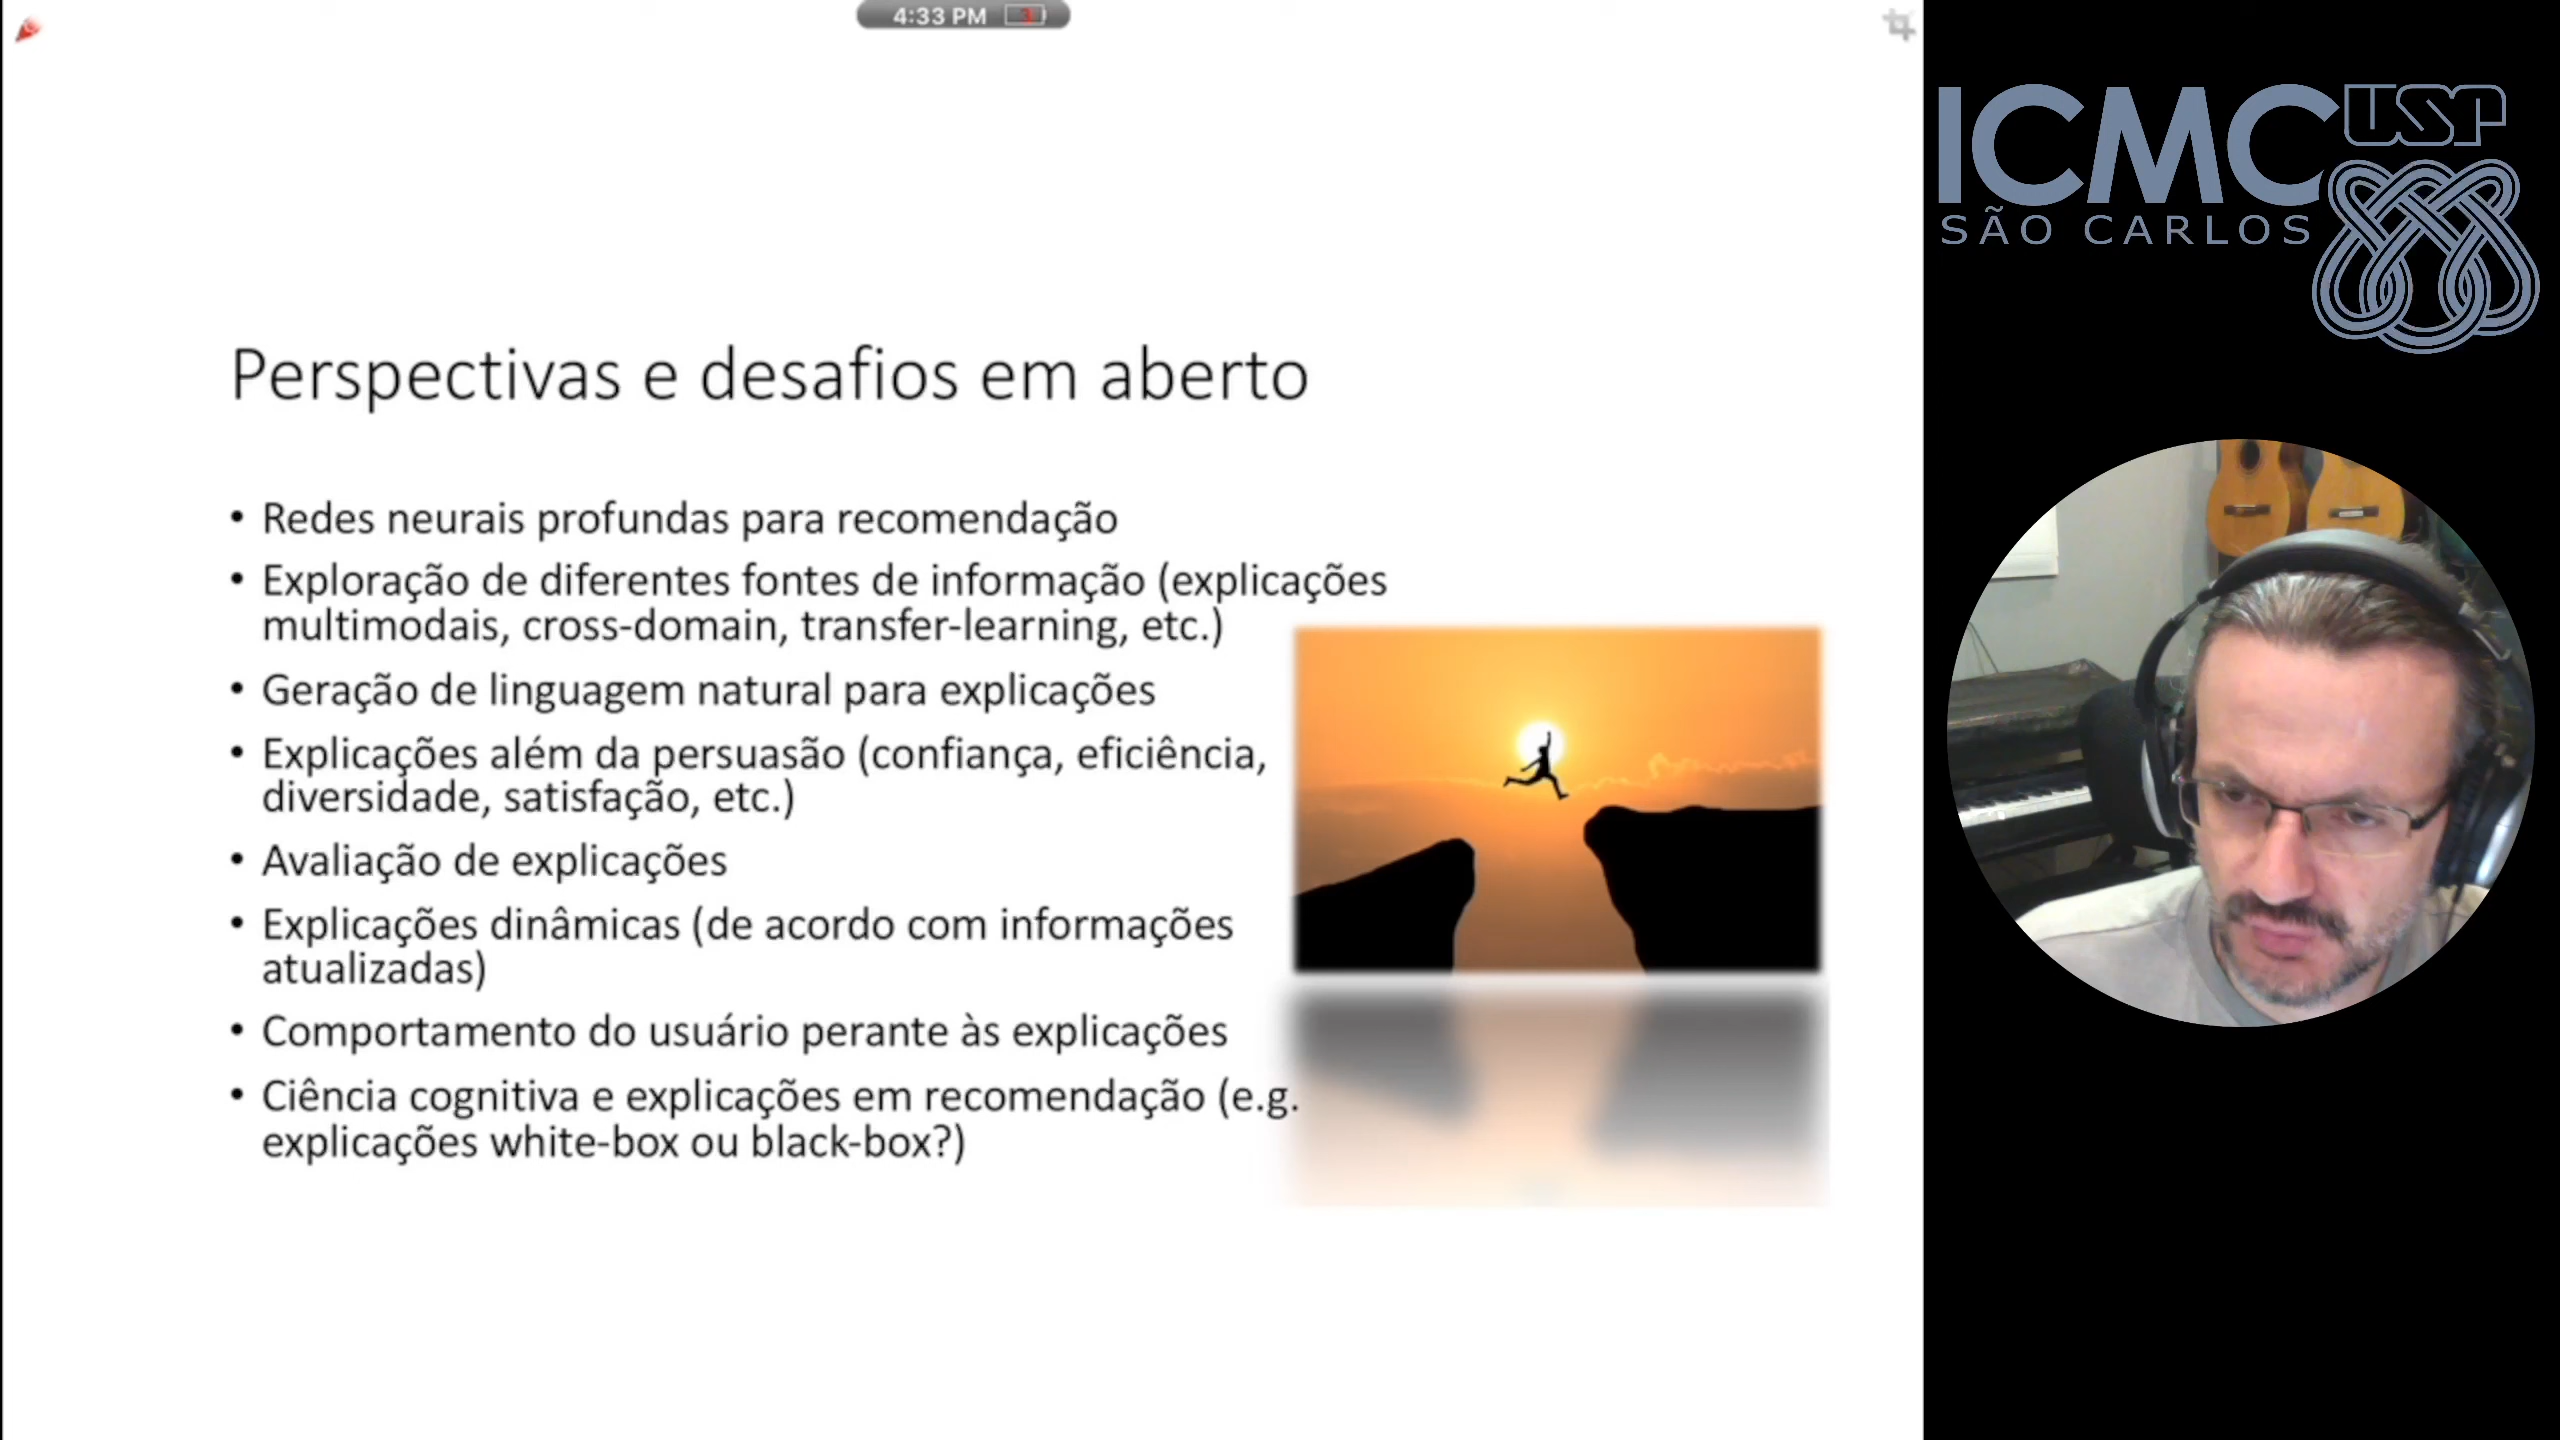 4:33 PM
ICMC USP
SÃO CARLOS
Perspectivas e desafios em aberto
• Redes neurais profundas para recomendação
• Exploração de diferentes fontes de informação (explicações
multimodais, cross-domain, transfer-learning, etc.)
• Geração de linguagem natural para explicações
• Explicações além da persuasão (confiança, eficiência,
diversidade, satisfação, etc.)
• Avaliação de explicações
• Explicações dinâmicas (de acordo com informações
atualizadas)
• Comportamento do usuário perante às explicações
• Ciência cognitiva e explicações em recomendação (e.g.
explicações white-box ou black-box?)